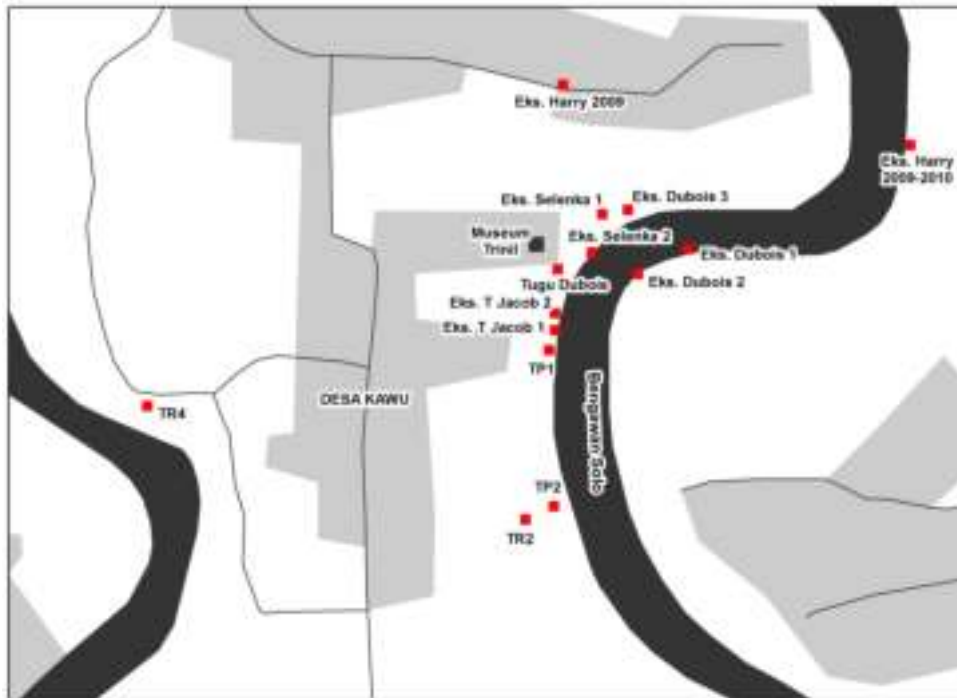 Eks. Harry 2009
Eks. Harry
2009-2010
Eks. Selenka 1
Eks. Dubois 3
Museum
Trinil
Eks. Selenka 2
Eks. Dubois 1
Tugu Dubois
Eks. Dubois 2
Eks. T Jacob 2
Eks. T Jacob 1
TP1
DESA KAWU
TR4
Bengawan Solo
TP2
TR2